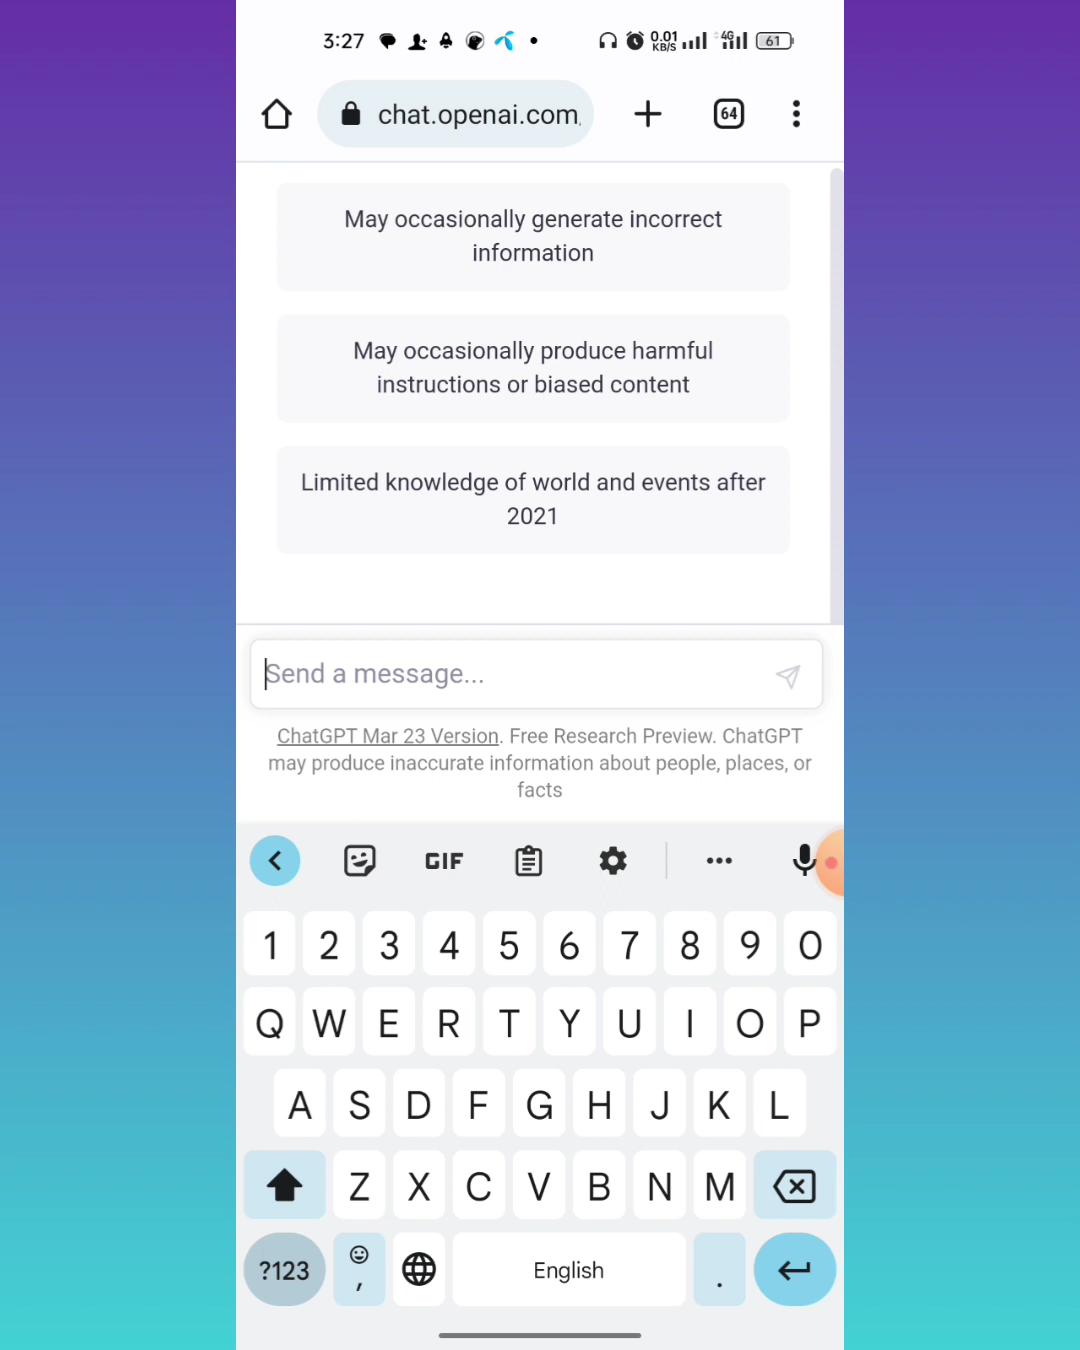 3:27 0.01 KB/S 4G 61
chat.openai.com 64
May occasionally generate incorrect
information
May occasionally produce harmful
instructions or biased content
Limited knowledge of world and events after
2021
Send a message...
ChatGPT Mar 23 Version. Free Research Preview. ChatGPT
may produce inaccurate information about people, places, or
facts
GIF
1 2 3 4 5 6 7 8 9 0
Q W E R T Y U I O P
A S D F G H J K L
Z X C V B N M
?123 , English .